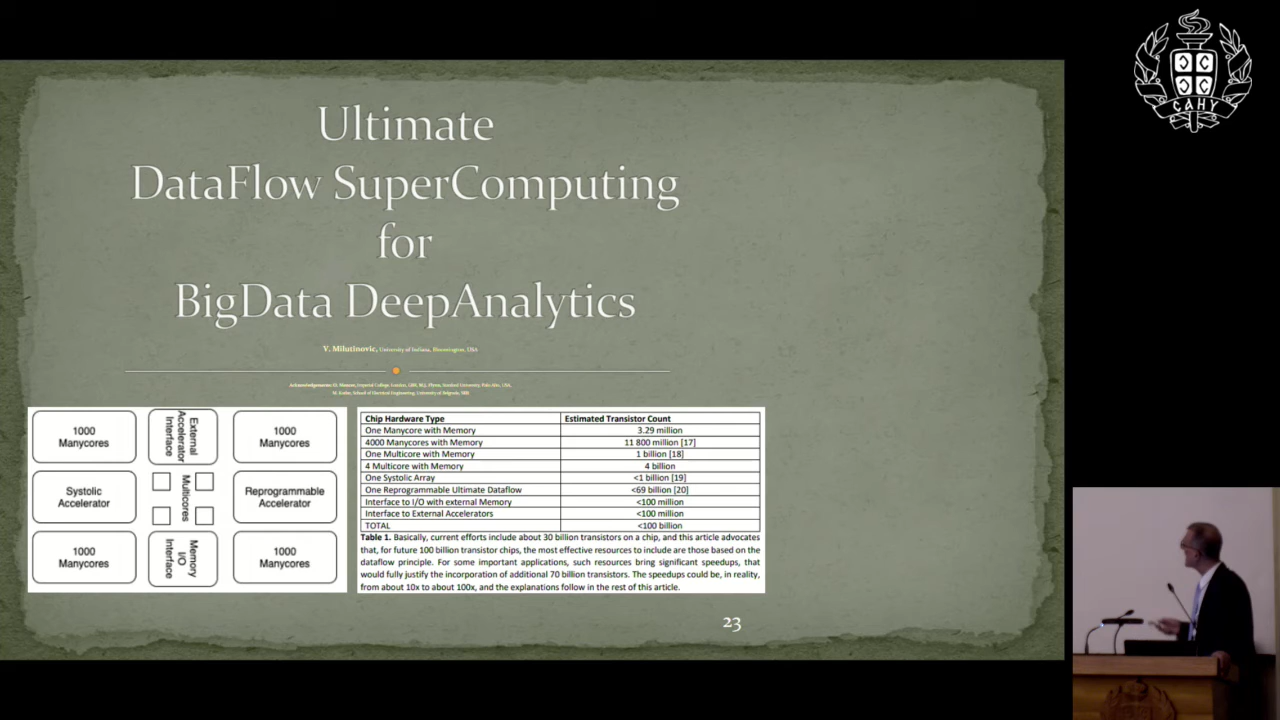 Ultimate
DataFlow SuperComputing
for
BigData DeepAnalytics
V. Milutinovic, University of Indiana, Bloomington, USA
Acknowledgements: O. Mencer, Imperial College, London, GBR, M.J. Flynn, Stanford University, Palo Alto, USA,
School of Electrical Engineering, University of Belgrade, SRB
1000
Manycores
External
Accelerator
Interface
1000
Manycores
Systolic
Accelerator
Multicores
Reprogrammable
Accelerator
1000
Manycores
Memory
I/O
Interface
1000
Manycores
Chip Hardware Type Estimated Transistor Count
One Manycore with Memory 3.29 million
4000 Manycores with Memory 11 800 million [17]
One Multicore with Memory 1 billion [18]
4 Multicore with Memory 4 billion
One Systolic Array <1 billion [19]
One Reprogrammable Ultimate Dataflow <69 billion [20]
Interface to I/O with external Memory <100 million
Interface to External Accelerators <100 million
TOTAL <100 billion
Table 1. Basically, current efforts include about 30 billion transistors on a chip, and this article advocates
that, for future 100 billion transistor chips, the most effective resources to include are those based on the
dataflow principle. For some important applications, such resources bring significant speedups, that
would fully justify the incorporation of additional 70 billion transistors. The speedups could be, in reality,
from about 10x to about 100x, and the explanations follow in the rest of this article.
23
САНУ